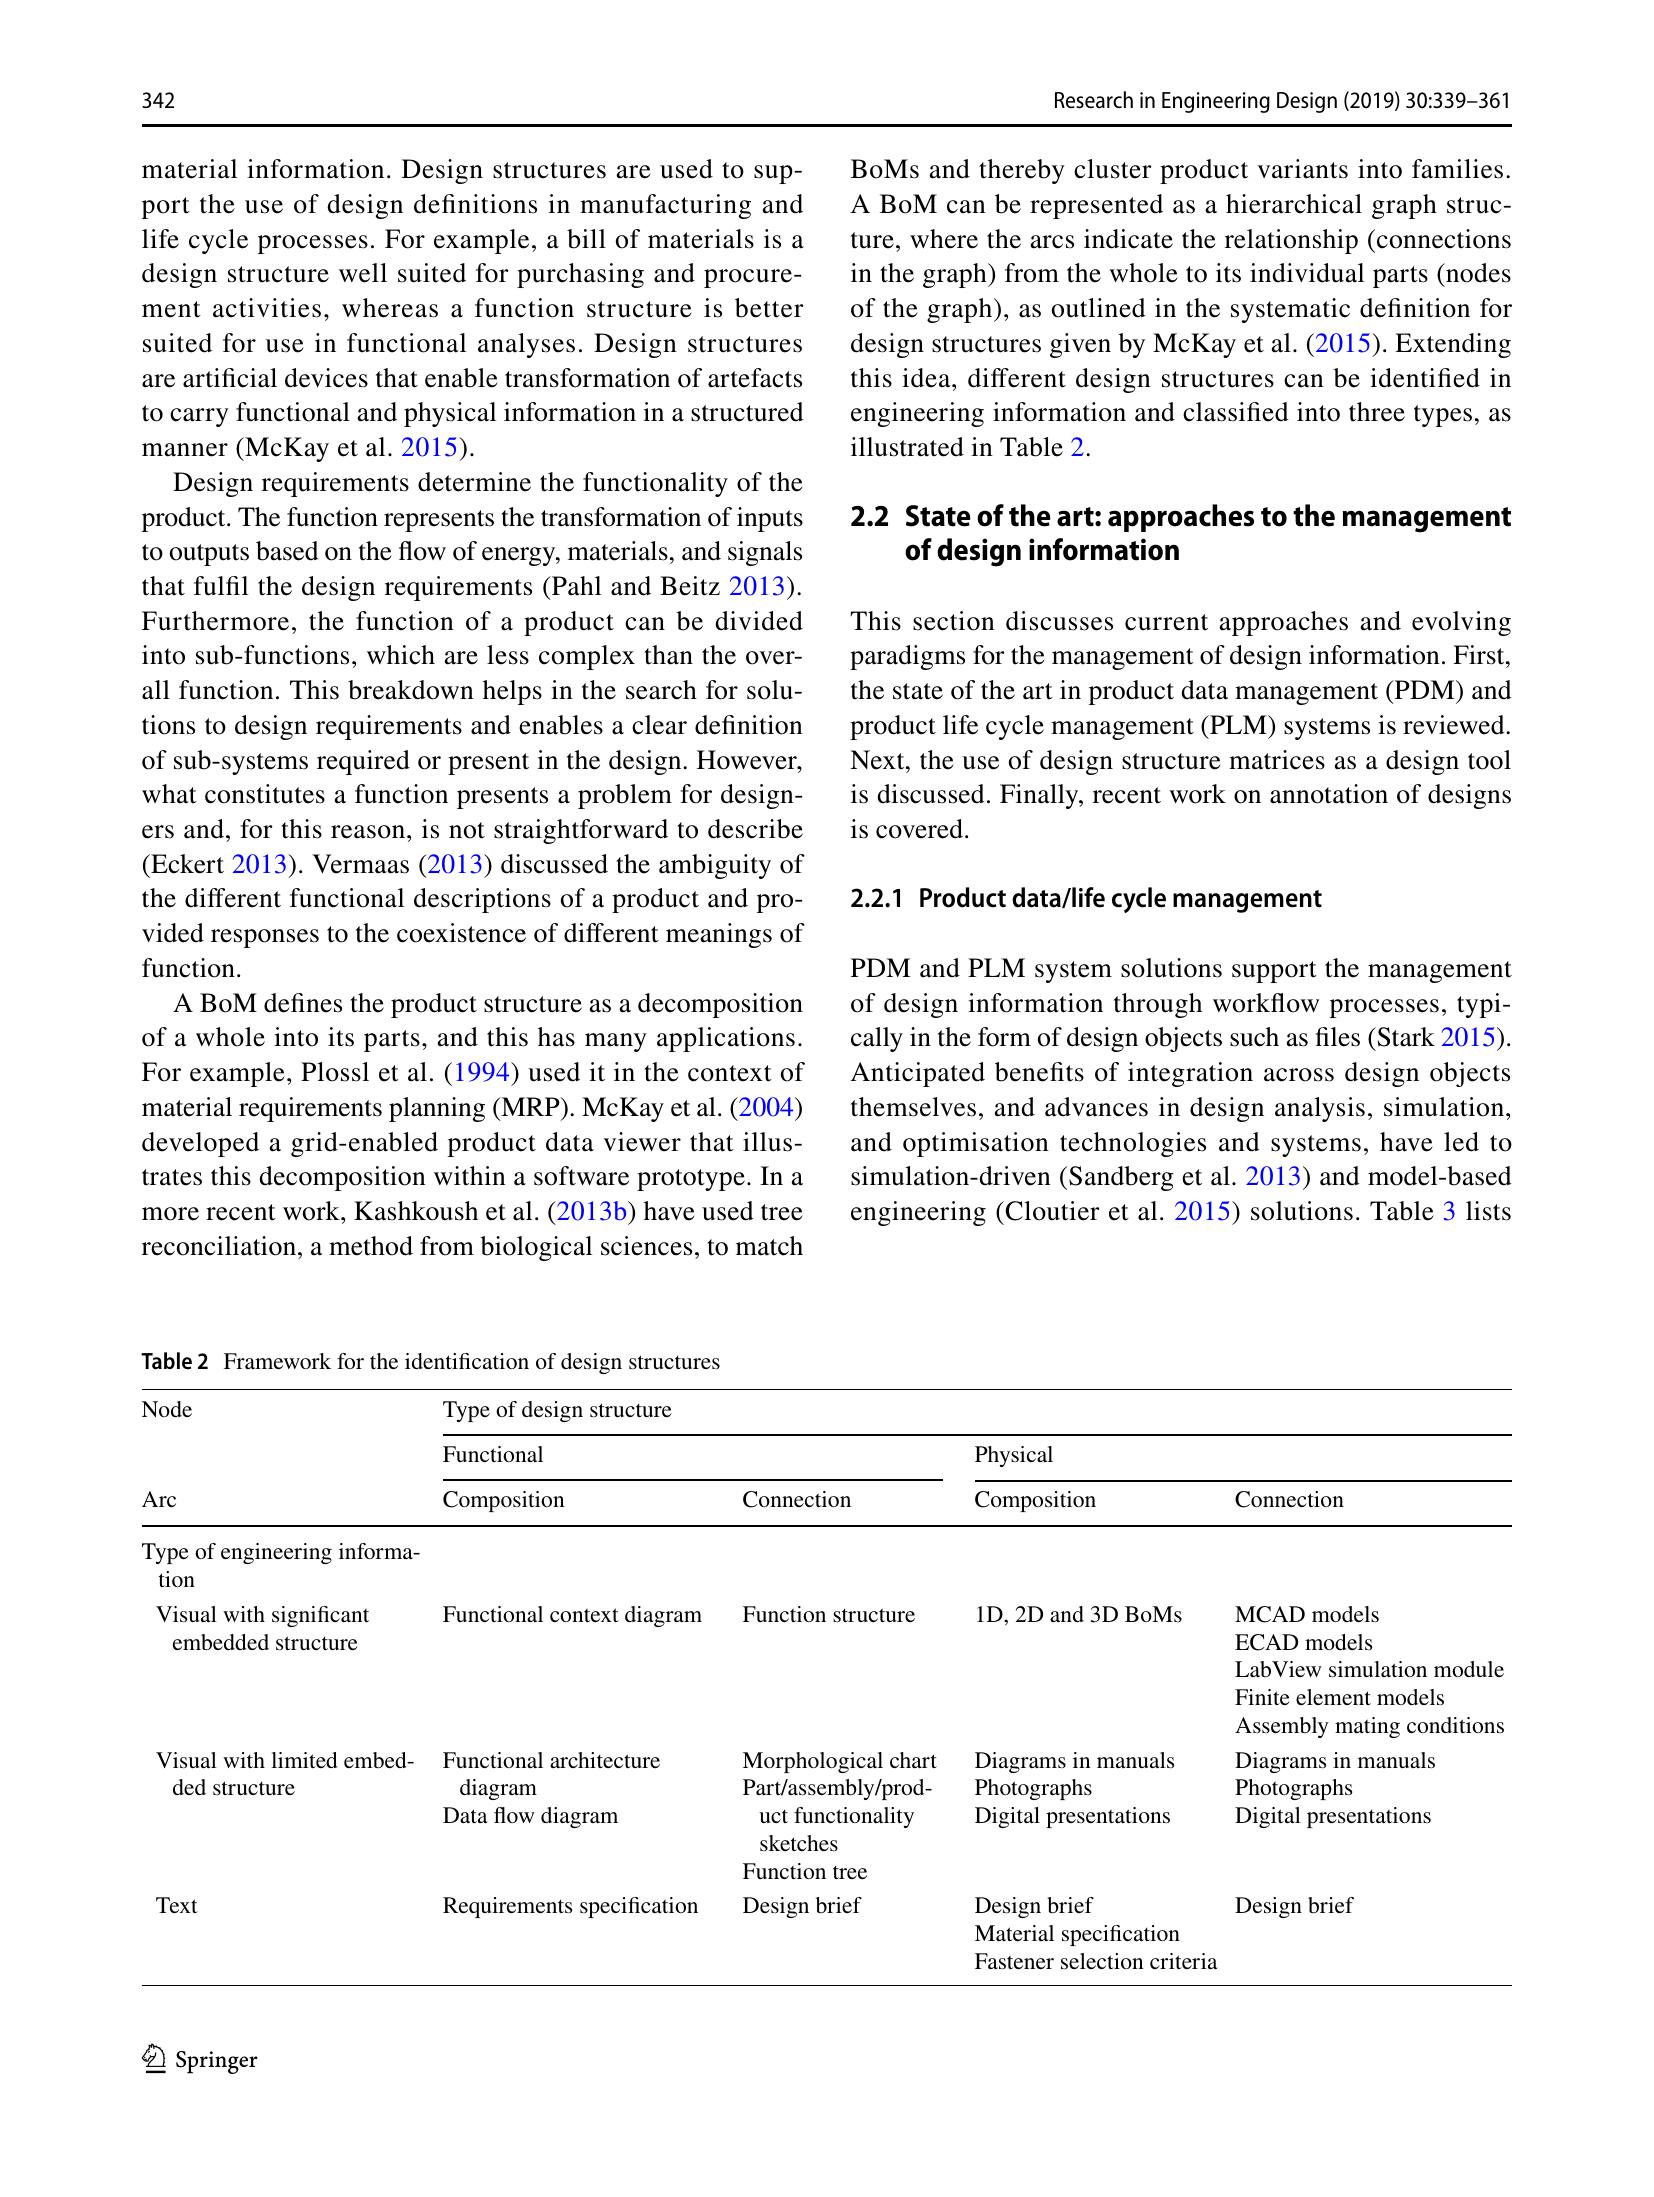 342
Research in Engineering Design (2019) 30:339–361
material information. Design structures are used to sup-
port the use of design definitions in manufacturing and
life cycle processes. For example, a bill of materials is a
design structure well suited for purchasing and procure-
ment activities, whereas a function structure is better
suited for use in functional analyses. Design structures
are artificial devices that enable transformation of artefacts
to carry functional and physical information in a structured
manner (McKay et al. 2015).
Design requirements determine the functionality of the
product. The function represents the transformation of inputs
to outputs based on the flow of energy, materials, and signals
that fulfil the design requirements (Pahl and Beitz 2013).
Furthermore, the function of a product can be divided
into sub-functions, which are less complex than the over-
all function. This breakdown helps in the search for solu-
tions to design requirements and enables a clear definition
of sub-systems required or present in the design. However,
what constitutes a function presents a problem for design-
ers and, for this reason, is not straightforward to describe
(Eckert 2013). Vermaas (2013) discussed the ambiguity of
the different functional descriptions of a product and pro-
vided responses to the coexistence of different meanings of
function.
A BoM defines the product structure as a decomposition
of a whole into its parts, and this has many applications.
For example, Plossl et al. (1994) used it in the context of
material requirements planning (MRP). McKay et al. (2004)
developed a grid-enabled product data viewer that illus-
trates this decomposition within a software prototype. In a
more recent work, Kashkoush et al. (2013b) have used tree
reconciliation, a method from biological sciences, to match
BoMs and thereby cluster product variants into families.
A BoM can be represented as a hierarchical graph struc-
ture, where the arcs indicate the relationship (connections
in the graph) from the whole to its individual parts (nodes
of the graph), as outlined in the systematic definition for
design structures given by McKay et al. (2015). Extending
this idea, different design structures can be identified in
engineering information and classified into three types, as
illustrated in Table 2.
2.2 State of the art: approaches to the management
of design information
This section discusses current approaches and evolving
paradigms for the management of design information. First,
the state of the art in product data management (PDM) and
product life cycle management (PLM) systems is reviewed.
Next, the use of design structure matrices as a design tool
is discussed. Finally, recent work on annotation of designs
is covered.
2.2.1 Product data/life cycle management
PDM and PLM system solutions support the management
of design information through workflow processes, typi-
cally in the form of design objects such as files (Stark 2015).
Anticipated benefits of integration across design objects
themselves, and advances in design analysis, simulation,
and optimisation technologies and systems, have led to
simulation-driven (Sandberg et al. 2013) and model-based
engineering (Cloutier et al. 2015) solutions. Table 3 lists
Table 2 Framework for the identification of design structures
Node Type of design structure
Functional Physical
Arc Composition Connection Composition Connection
Type of engineering informa-
tion
Visual with significant Functional context diagram Function structure 1D, 2D and 3D BoMs MCAD models
embedded structure ECAD models
LabView simulation module
Finite element models
Assembly mating conditions
Visual with limited embed- Functional architecture Morphological chart Diagrams in manuals Diagrams in manuals
ded structure diagram Part/assembly/prod- Photographs Photographs
Data flow diagram uct functionality Digital presentations Digital presentations
sketches
Function tree
Text Requirements specification Design brief Design brief Design brief
Material specification
Fastener selection criteria
Springer